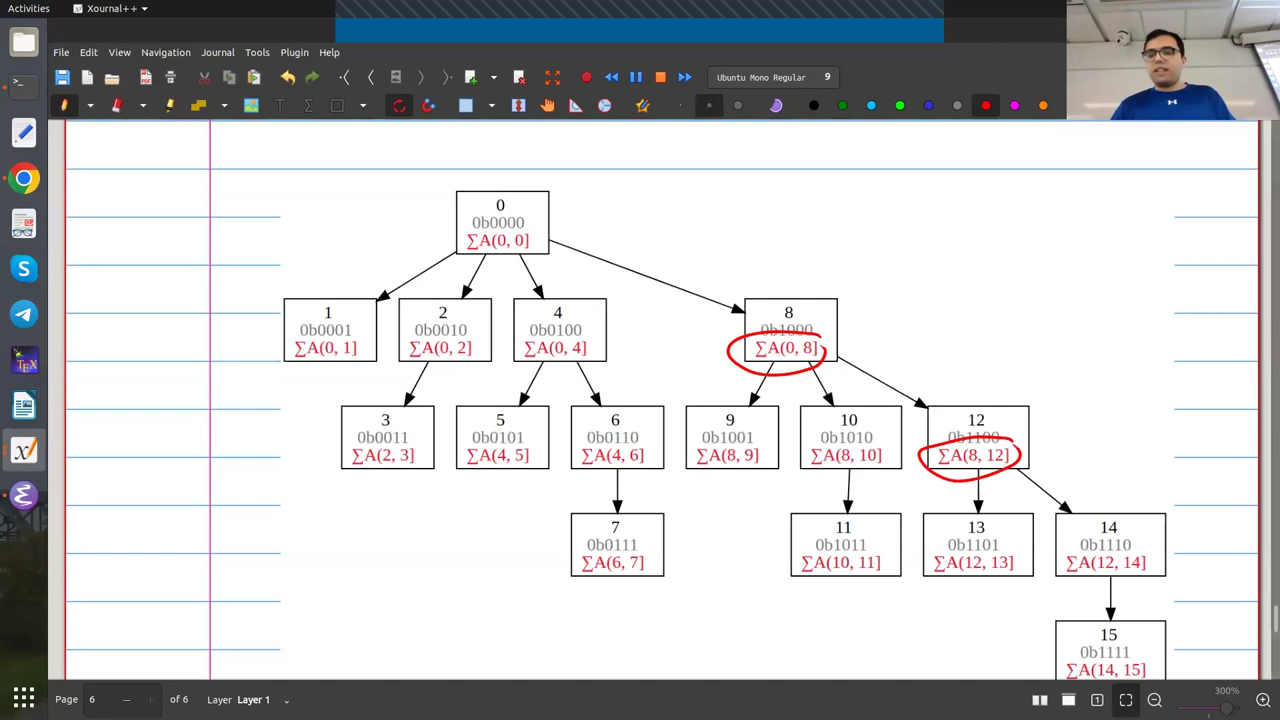 Activities
Xournal++
File Edit View Navigation Journal Tools Plugin Help
Ubuntu Mono Regular 9
0
0b0000
∑A(0, 0]
1
0b0001
∑A(0, 1]
2
0b0010
∑A(0, 2]
4
0b0100
∑A(0, 4]
8
0b1000
∑A(0, 8]
3
0b0011
∑A(2, 3]
5
0b0101
∑A(4, 5]
6
0b0110
∑A(4, 6]
9
0b1001
∑A(8, 9]
10
0b1010
∑A(8, 10]
12
0b1100
∑A(8, 12]
7
0b0111
∑A(6, 7]
11
0b1011
∑A(10, 11]
13
0b1101
∑A(12, 13]
14
0b1110
∑A(12, 14]
15
0b1111
∑A(14, 15]
Page 6 of 6 Layer Layer 1
300%